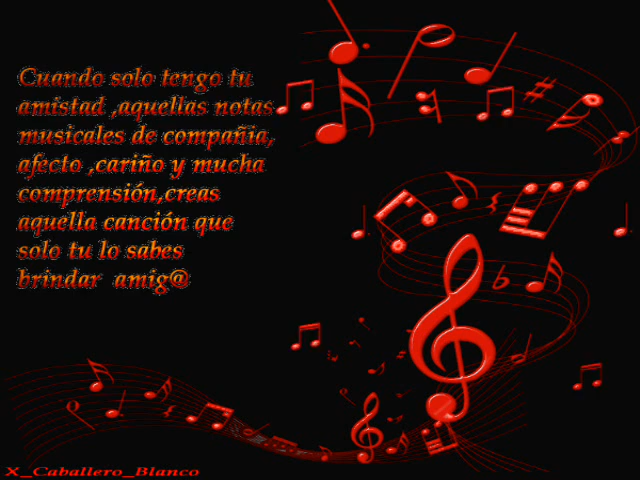 Cuando solo tengo tu
amistad ,aquellas notas
musicales de compañia,
afecto ,cariño y mucha
comprensión,creas
aquella canción que
solo tu lo sabes
brindar amig@
X_Caballero_Blanco